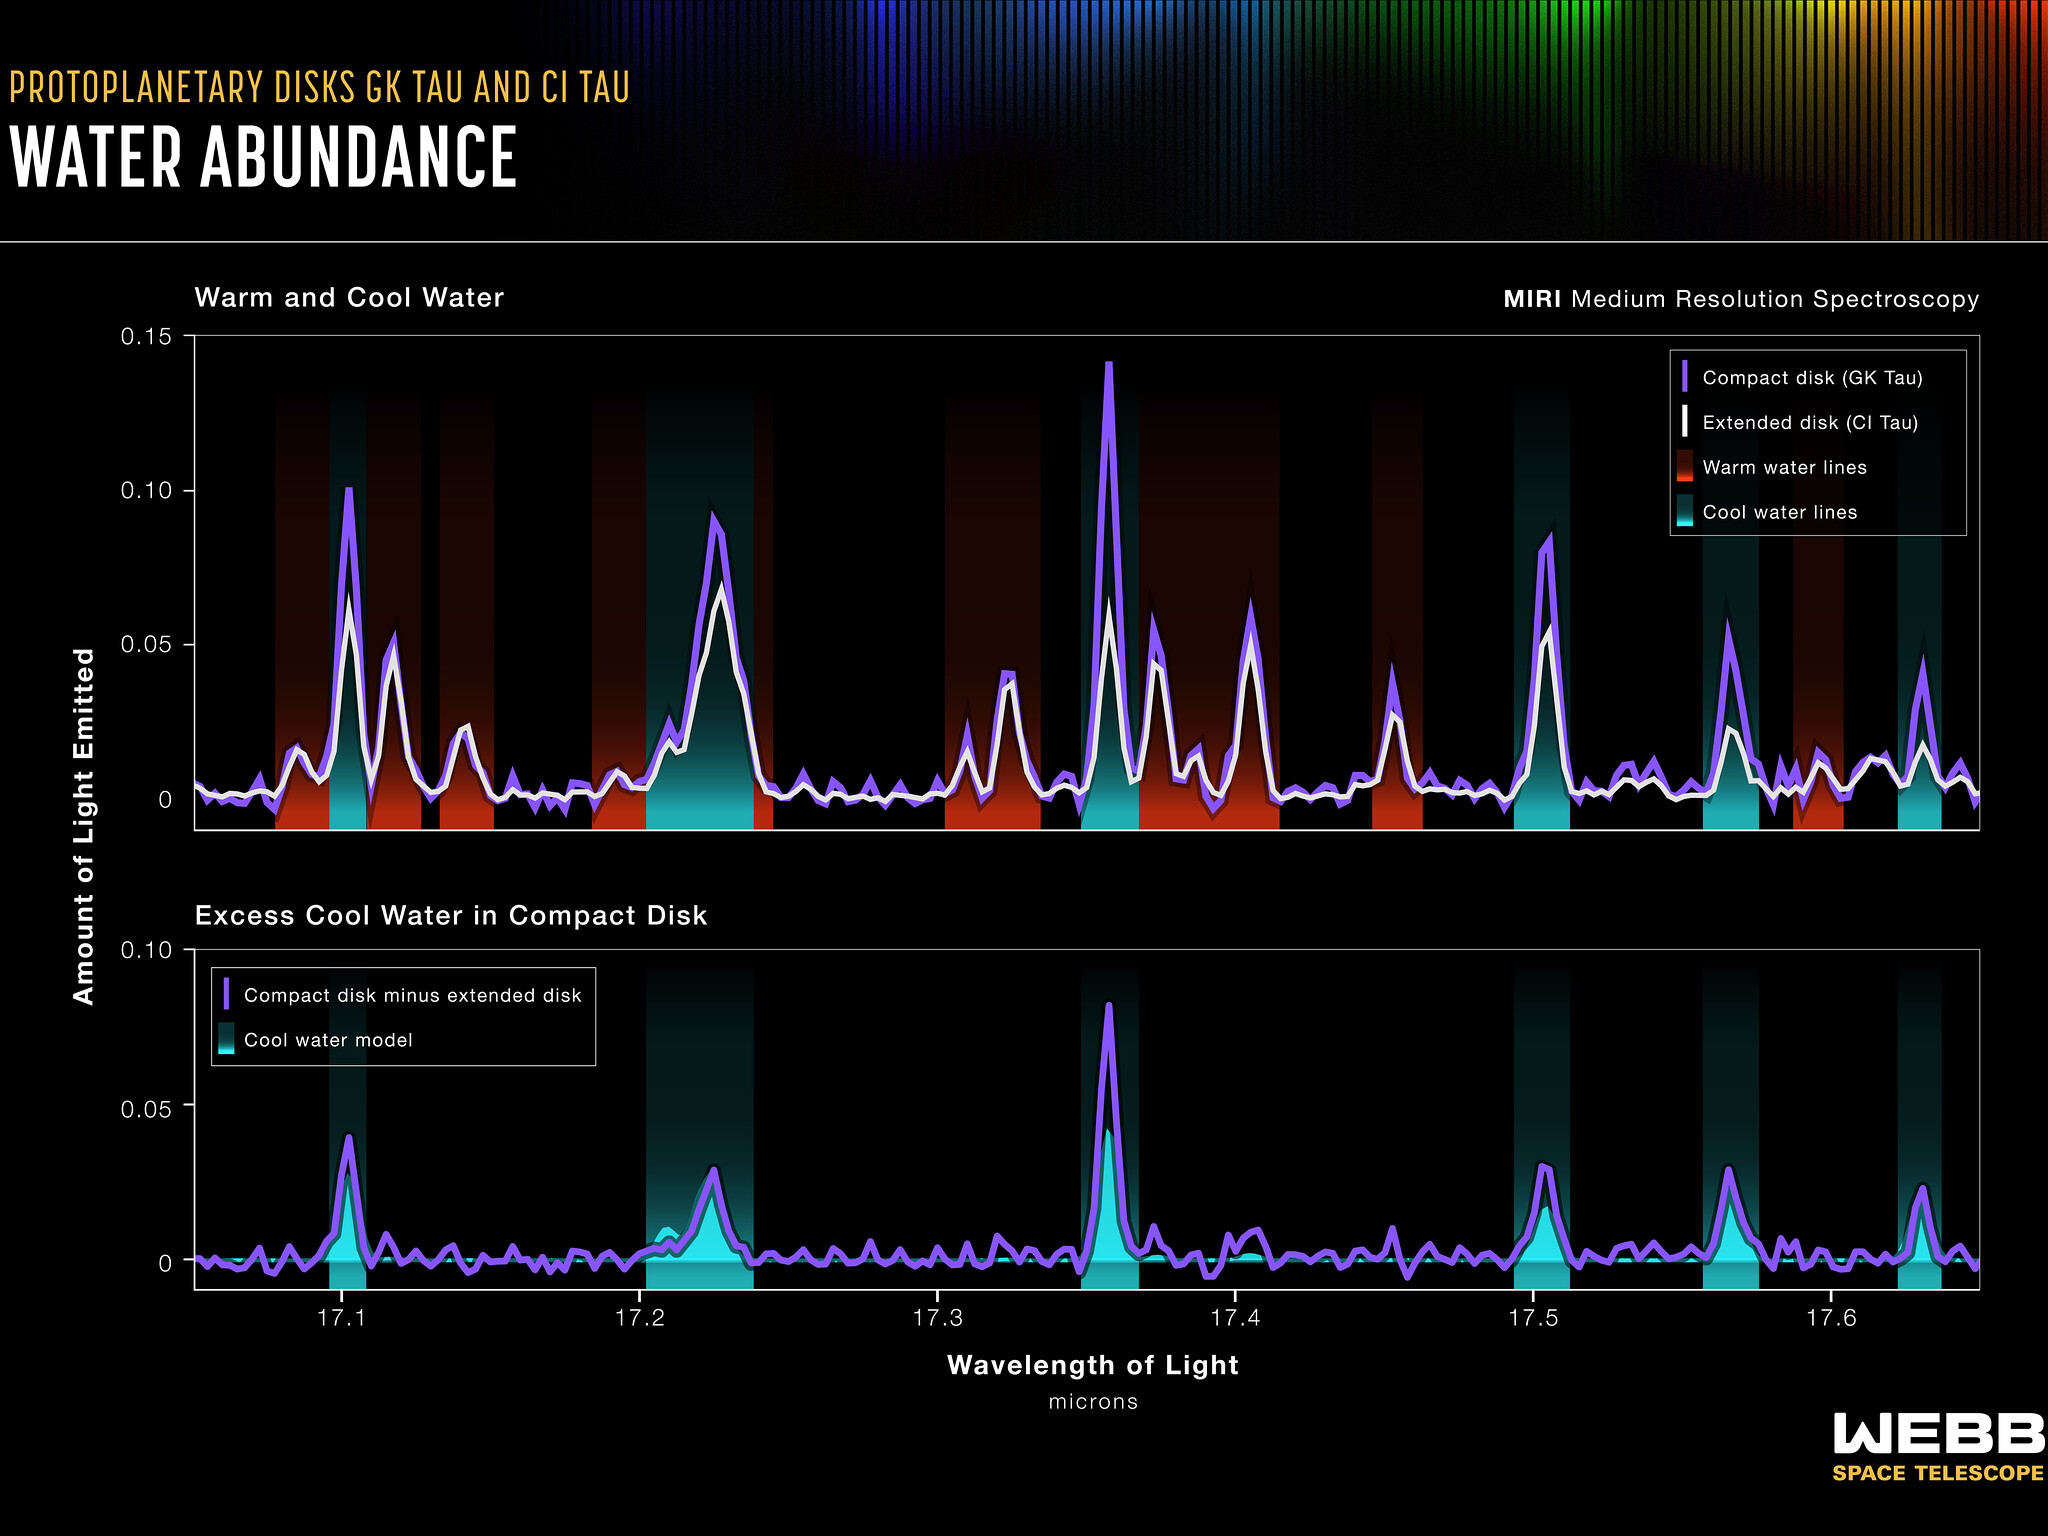 PROTOPLANETARY DISKS GK TAU AND CI TAU
WATER ABUNDANCE
Warm and Cool Water
MIRI Medium Resolution Spectroscopy
0.15
0.10
0.05
0
Compact disk (GK Tau)
Extended disk (CI Tau)
Warm water lines
Cool water lines
Amount of Light Emitted
Excess Cool Water in Compact Disk
0.10
0.05
0
Compact disk minus extended disk
Cool water model
17.1 17.2 17.3 17.4 17.5 17.6
Wavelength of Light
microns
WEBB
SPACE TELESCOPE